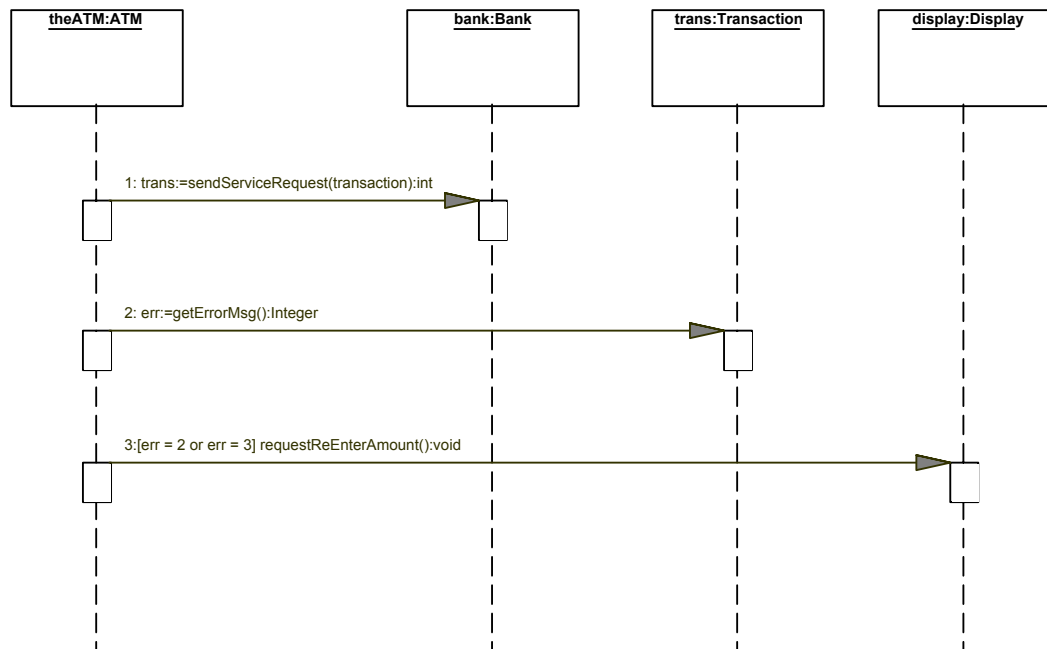 theATM:ATM
bank:Bank
trans:Transaction
display:Display
1: trans:=sendServiceRequest(transaction):int
2: err:=getErrorMsg():Integer
3:[err = 2 or err = 3] requestReEnterAmount():void